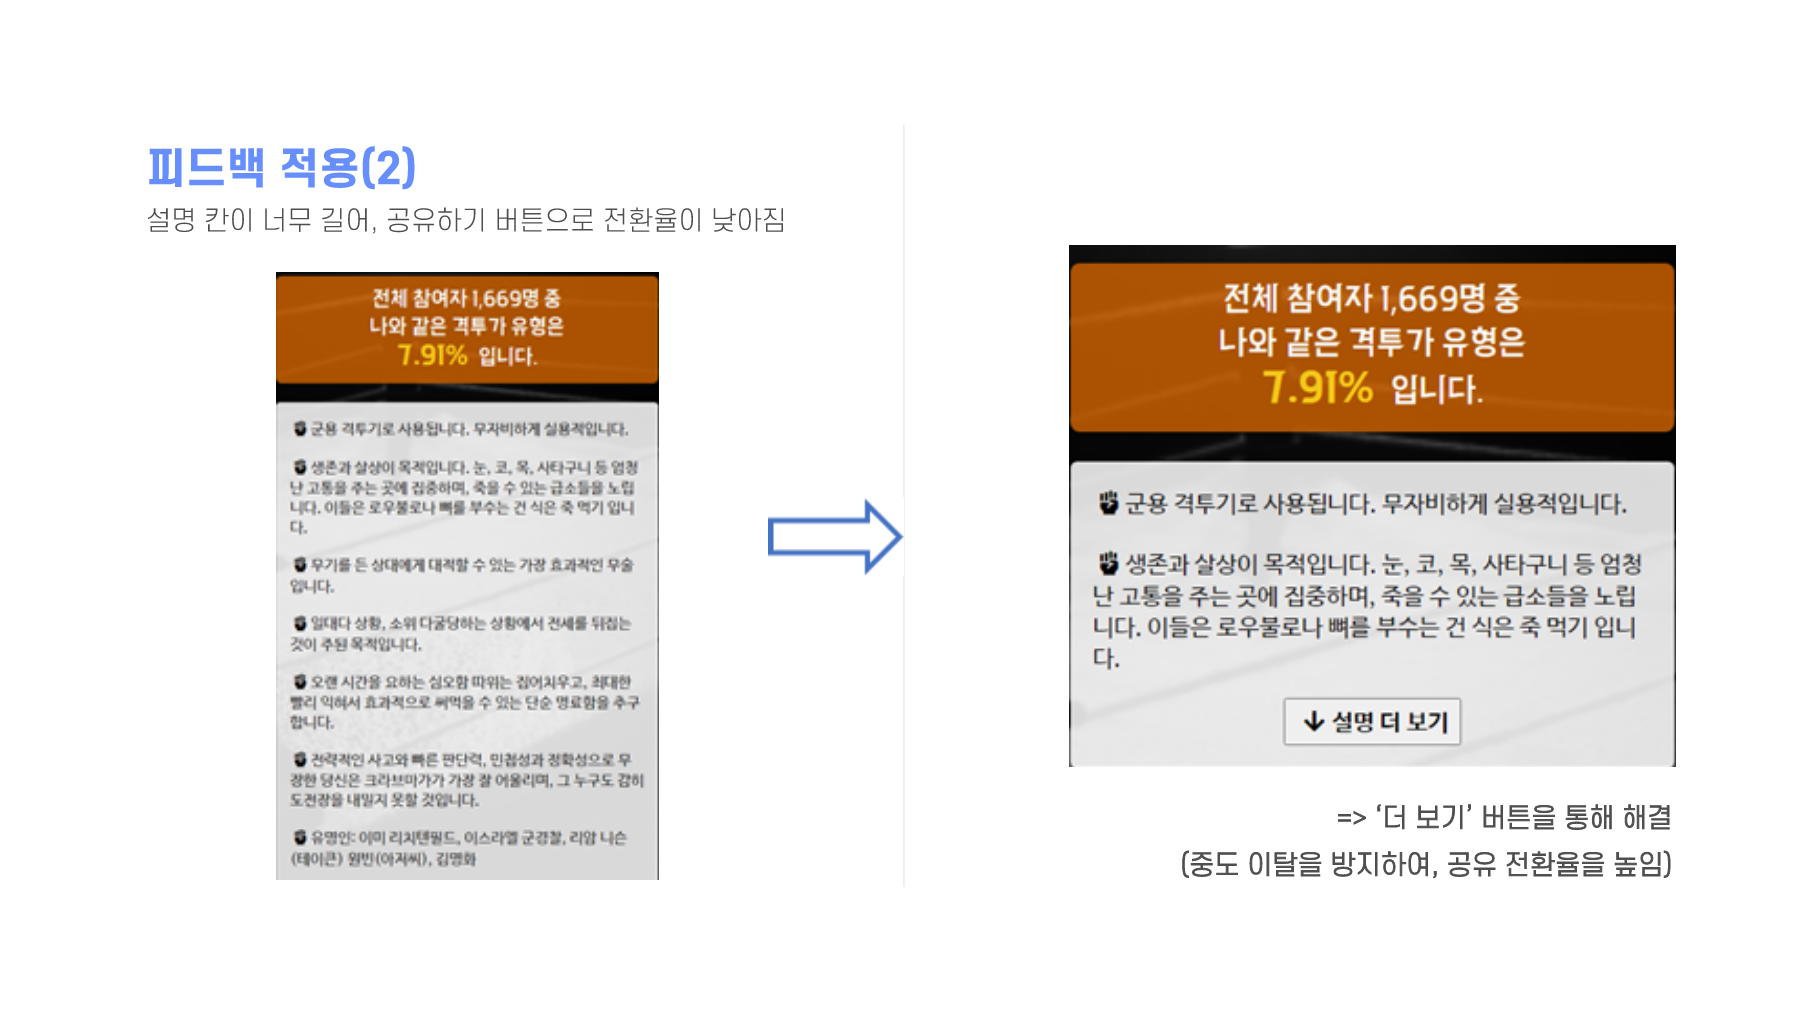 피드백 적용(2)
설명 칸이 너무 길어, 공유하기 버튼으로 전환율이 낮아짐
전체 참여자 1,669명 중
나와 같은 격투가 유형은
7.91% 입니다.
군용 격투기로 사용됩니다. 무자비하게 실용적입니다.
생존과 살상이 목적입니다. 눈, 코, 목, 사타구니 등 엄청
난 고통을 주는 곳에 집중하며, 죽을 수 있는 급소들을 노립
니다. 이들은 로우불로나 뼈를 부수는 건 식은 죽 먹기 입니
다.
무기를 든 상대에게 대적할 수 있는 가장 효과적인 무술
입니다.
일대다 상황, 소위 다굴당하는 상황에서 전세를 뒤집는
것이 주된 목적입니다.
오랜 시간을 요하는 심오함 따위는 집어치우고, 최대한
빨리 익혀서 효과적으로 써먹을 수 있는 단순 명료함을 추구
합니다.
전략적인 사고와 빠른 판단력, 민첩성과 정확성으로 무
장한 당신은 크라브마가가 가장 잘 어울리며, 그 누구도 감히
도전장을 내밀지 못할 것입니다.
유명인: 이미 리치텐필드, 이스라엘 군경찰, 리암 니슨
(테이큰) 원빈(아저씨), 김명화
전체 참여자 1,669명 중
나와 같은 격투가 유형은
7.91% 입니다.
군용 격투기로 사용됩니다. 무자비하게 실용적입니다.
생존과 살상이 목적입니다. 눈, 코, 목, 사타구니 등 엄청
난 고통을 주는 곳에 집중하며, 죽을 수 있는 급소들을 노립
니다. 이들은 로우불로나 뼈를 부수는 건 식은 죽 먹기 입니
다.
↓ 설명 더 보기
=> ‘더 보기’ 버튼을 통해 해결
(중도 이탈을 방지하여, 공유 전환율을 높임)